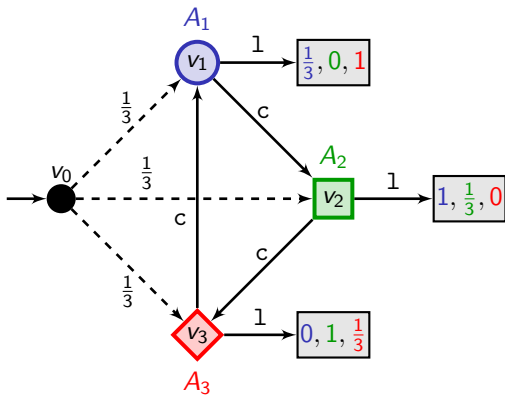 A₁
v₁
l
1/3, 0, 1
1/3
c
A₂
v₀
1/3
v₂
l
1, 1/3, 0
c
c
1/3
v₃
l
0, 1, 1/3
A₃